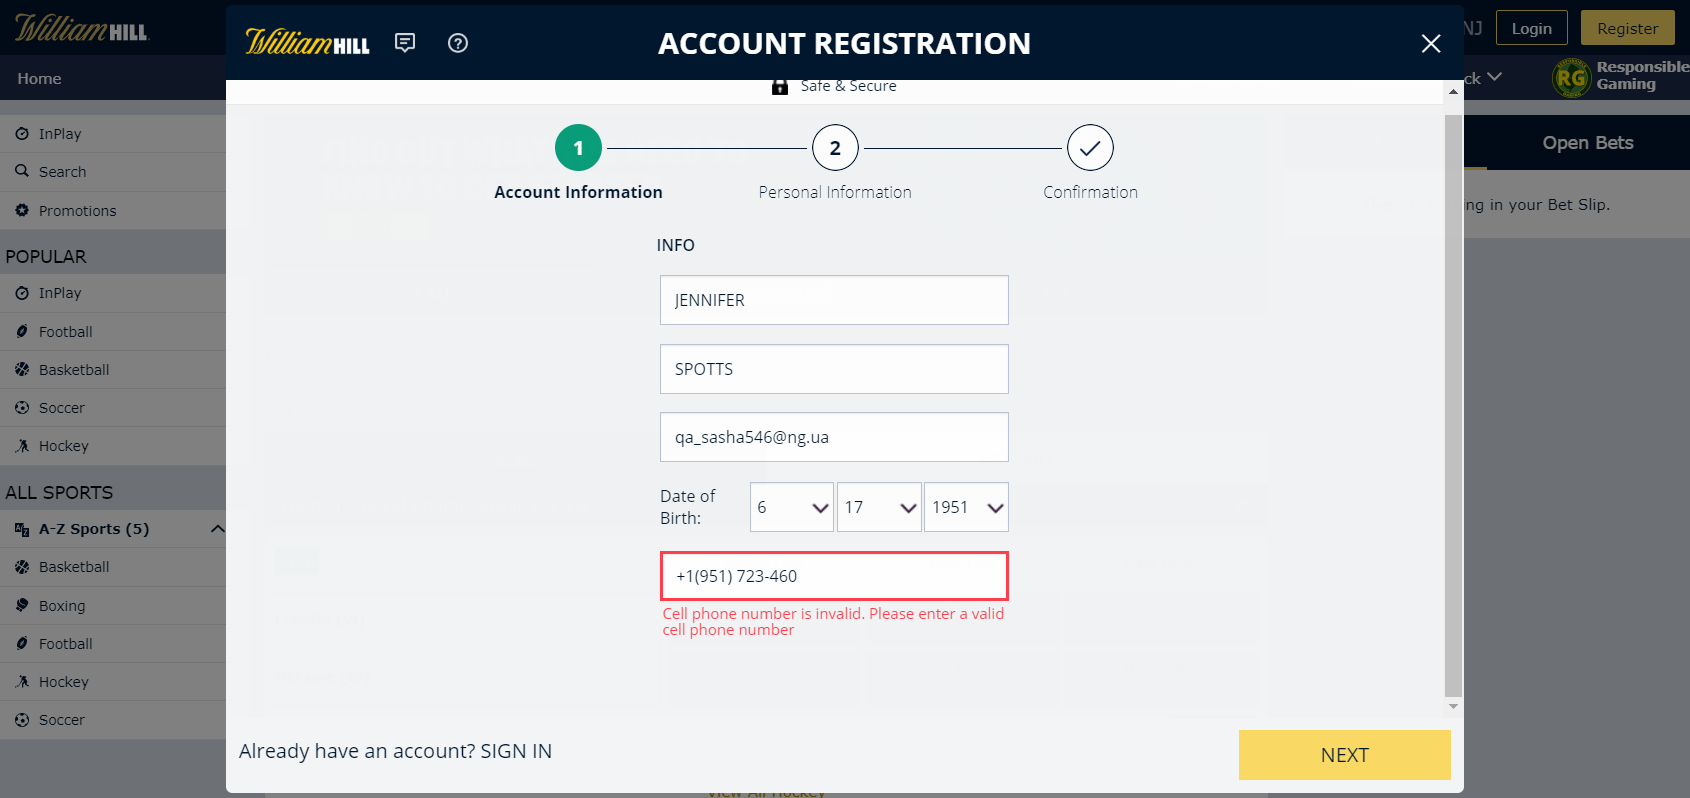 William HILL
NJ
Login
Register
Home
ck
Responsible
Gaming
RG
William HILL
ACCOUNT REGISTRATION
Safe & Secure
InPlay
Search
Promotions
POPULAR
InPlay
Football
Basketball
Soccer
Hockey
ALL SPORTS
A-Z Sports (5)
Basketball
Boxing
Football
Hockey
Soccer
1
2
Account Information
Personal Information
Confirmation
INFO
JENNIFER
SPOTTS
qa_sasha546@ng.ua
Date of
Birth:
6
17
1951
+1(951) 723-460
Cell phone number is invalid. Please enter a valid
cell phone number
Already have an account? SIGN IN
NEXT
Open Bets
in your Bet Slip.
View All Hockey